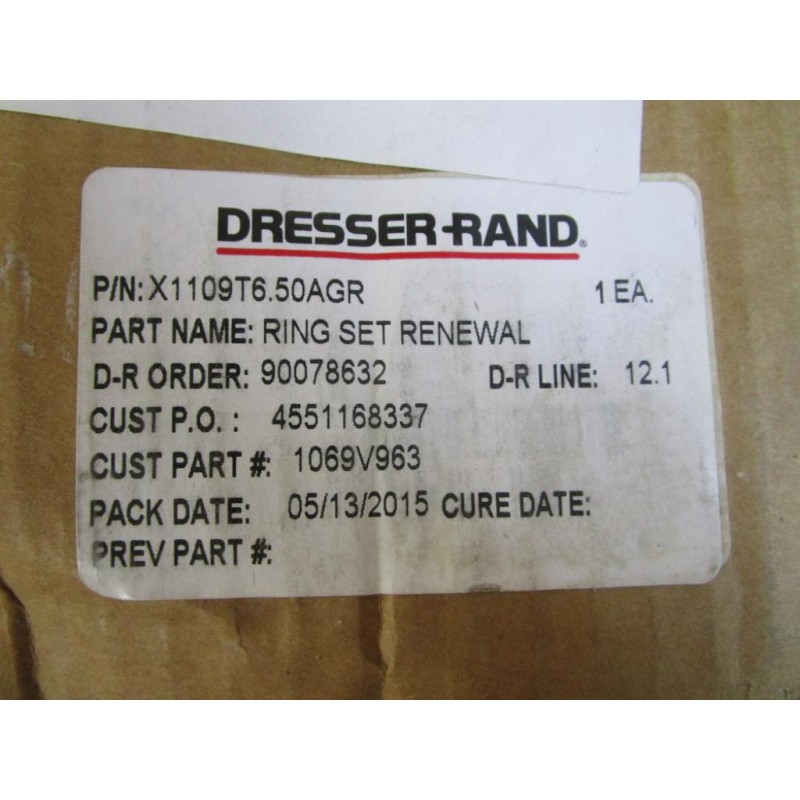 DRESSER-RAND®
P/N: X1109T6.50AGR 1 EA.
PART NAME: RING SET RENEWAL
D-R ORDER: 90078632 D-R LINE: 12.1
CUST P.O. : 4551168337
CUST PART #: 1069V963
PACK DATE: 05/13/2015 CURE DATE:
PREV PART #: